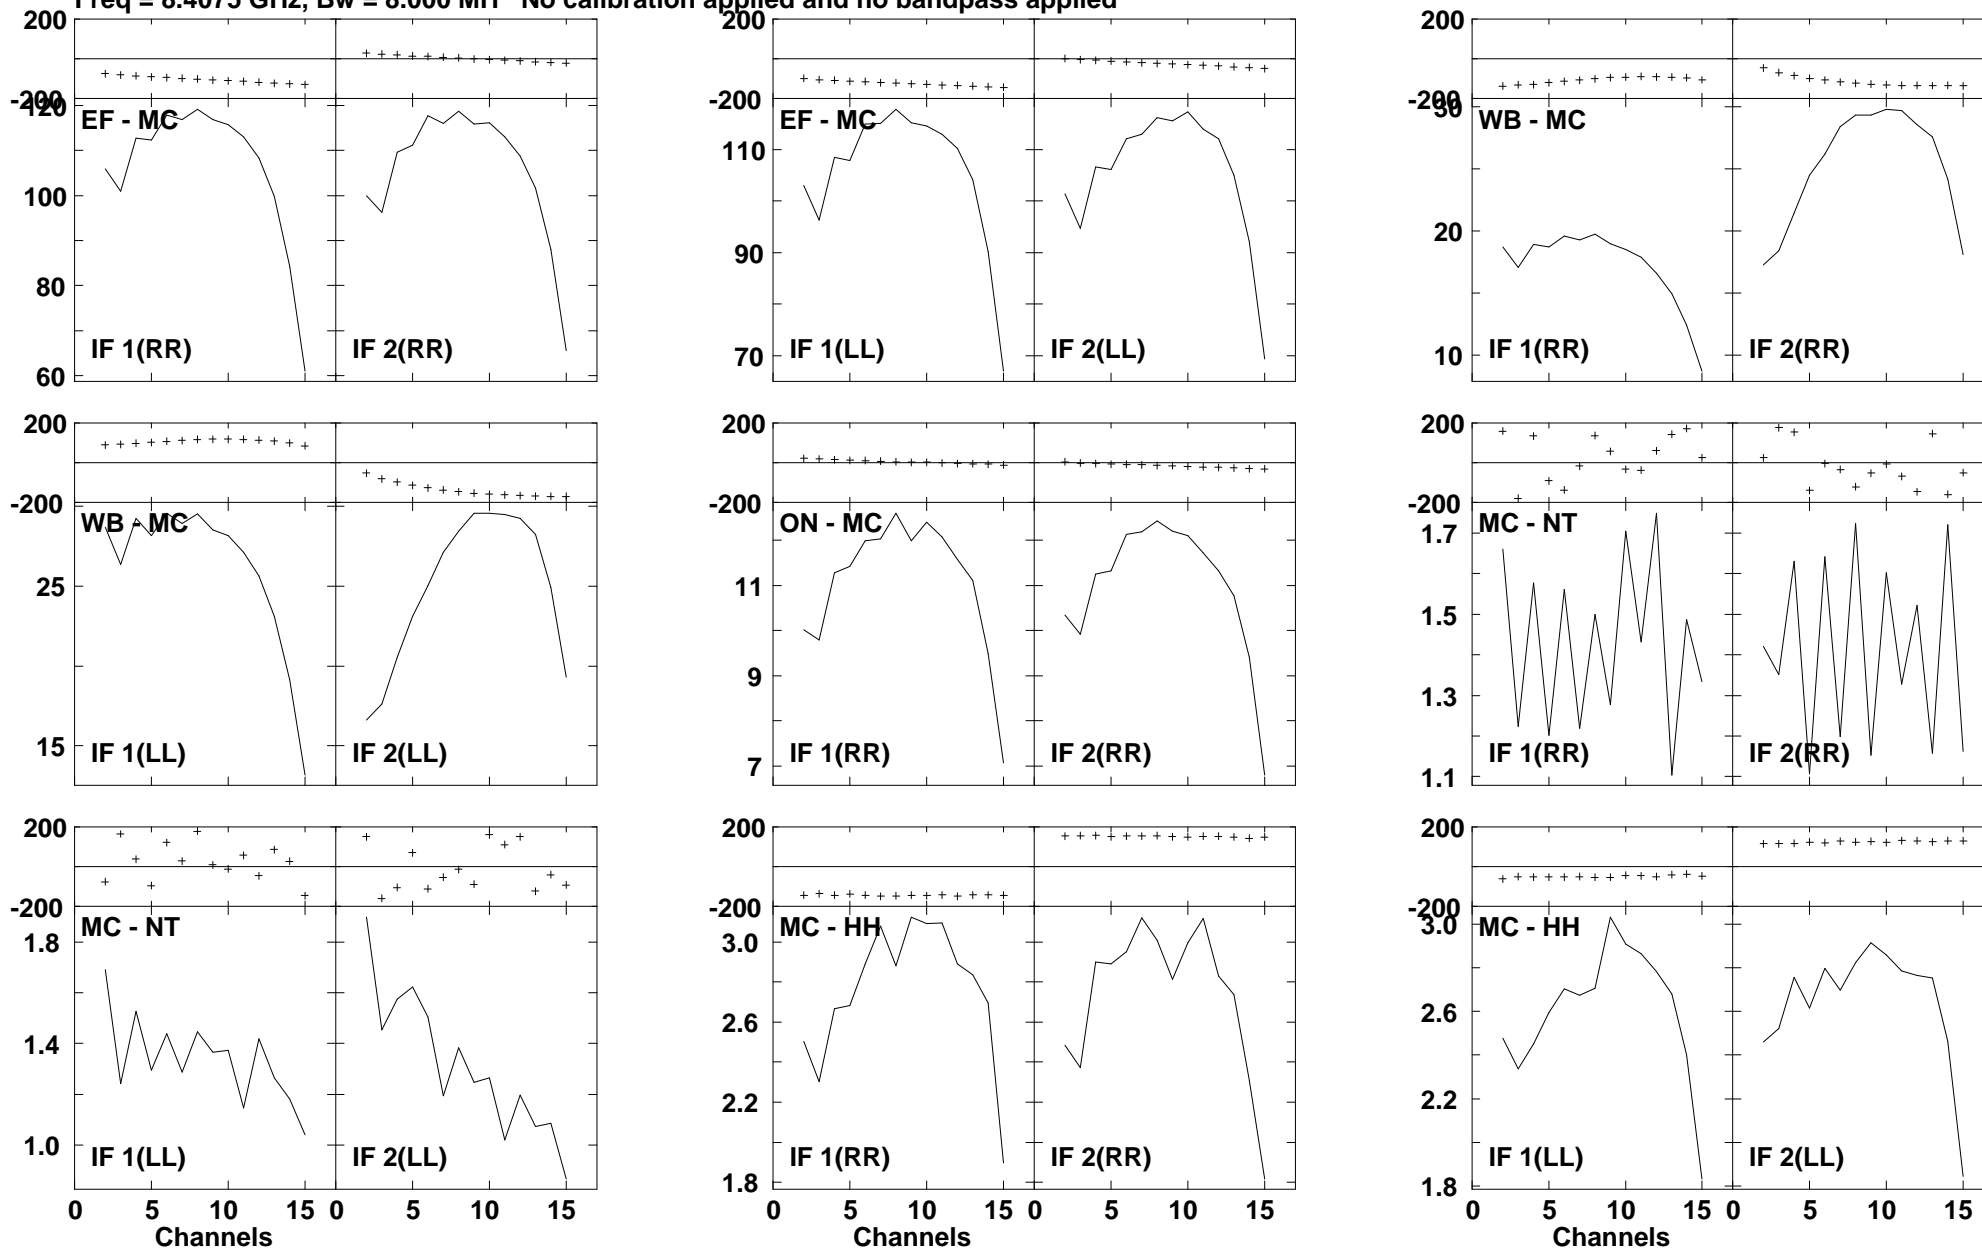 Freq = 8.4075 GHz, Bw = 8.000 MH No calibration applied and no bandpass applied
200
-200
120
100
80
60
EF - MC
IF 1(RR)
IF 2(RR)
-200
110
90
70
EF - MC
IF 1(LL)
IF 2(LL)
200
-200
30
20
10
WB - MC
IF 1(RR)
IF 2(RR)
200
-200
25
15
WB - MC
IF 1(LL)
IF 2(LL)
200
-200
11
9
7
ON - MC
IF 1(RR)
IF 2(RR)
200
-200
1.7
1.5
1.3
1.1
MC - NT
IF 1(RR)
IF 2(RR)
200
-200
1.8
1.4
1.0
MC - NT
IF 1(LL)
IF 2(LL)
0 5 10 15 0 5 10 15
Channels
200
-200
3.0
2.6
2.2
1.8
MC - HH
IF 1(RR)
IF 2(RR)
0 5 10 15 0 5 10 15
Channels
200
-200
3.0
2.6
2.2
1.8
MC - HH
IF 1(LL)
IF 2(LL)
0 5 10 15 0 5 10 15
Channels